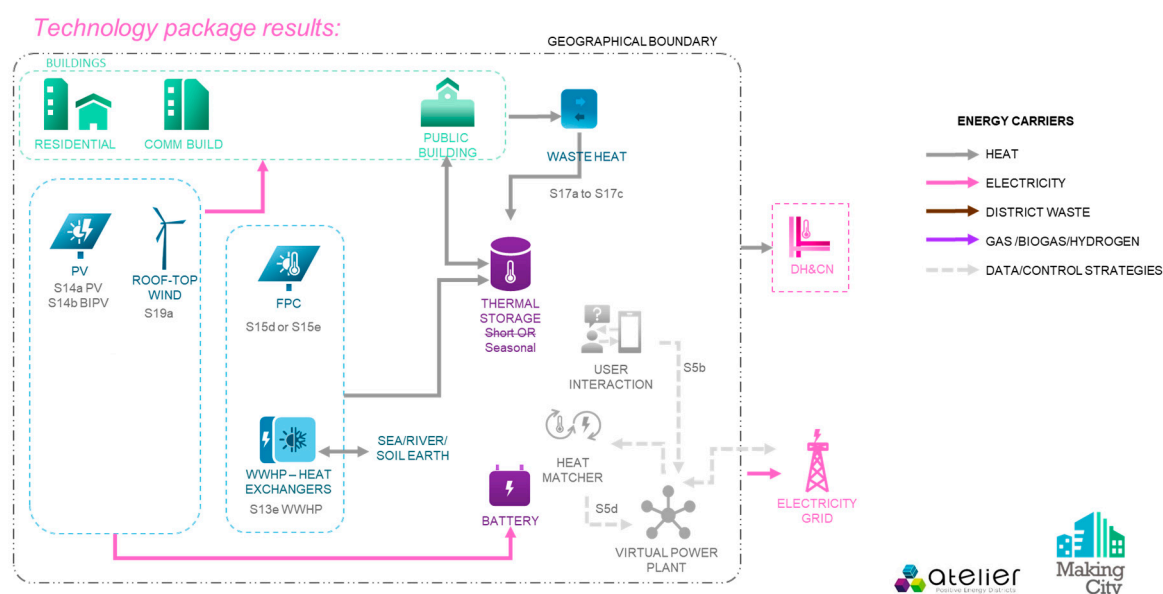 Technology package results:
GEOGRAPHICAL BOUNDARY
BUILDINGS
RESIDENTIAL
COMM BUILD
PUBLIC
BUILDING
WASTE HEAT
S17a to S17c
PV
S14a PV
S14b BIPV
ROOF-TOP
WIND
S19a
FPC
S15d or S15e
THERMAL
STORAGE
Short OR
Seasonal
USER
INTERACTION
S5b
WWHP – HEAT
EXCHANGERS
S13e WWHP
SEA/RIVER/
SOIL EARTH
HEAT
MATCHER
S5d
BATTERY
VIRTUAL POWER
PLANT
DH&CN
ELECTRICITY
GRID
ENERGY CARRIERS
HEAT
ELECTRICITY
DISTRICT WASTE
GAS /BIOGAS/HYDROGEN
DATA/CONTROL STRATEGIES
atelier
Positive Energy Districts
Making
City